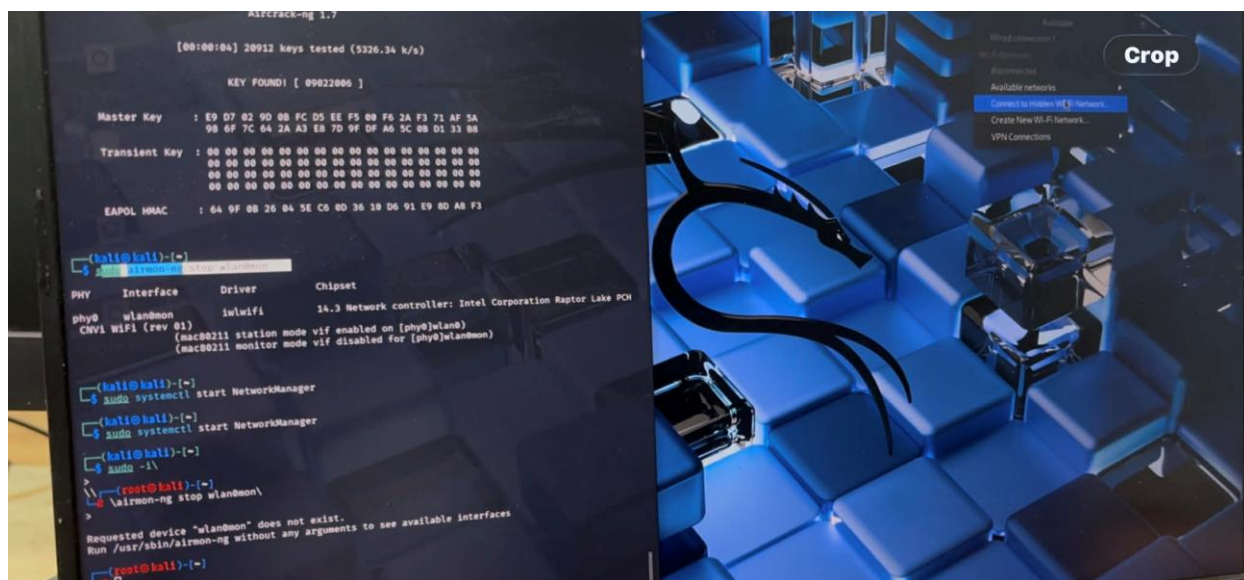 Aircrack-ng 1.7
[00:00:04] 20912 keys tested (5326.34 k/s)
KEY FOUND! [ 09022006 ]
Master Key : E9 D7 02 9D 0B FC D5 EE F5 00 F6 2A F3 71 AF 5A
98 6F 7C 64 2A A3 E8 7D 9F DF A6 5C 0B D1 33 B8
Transient Key : 00 00 00 00 00 00 00 00 00 00 00 00 00 00 00 00
00 00 00 00 00 00 00 00 00 00 00 00 00 00 00 00
00 00 00 00 00 00 00 00 00 00 00 00 00 00 00 00
00 00 00 00 00 00 00 00 00 00 00 00 00 00 00 00
EAPOL HMAC : 64 9F 0B 26 04 5E C6 0D 36 10 D6 91 E9 8D A8 F3
┌──(kali㉿kali)-[~]
└─$ sudo airmon-ng stop wlan0mon
PHY Interface Driver Chipset
phy0 wlan0mon iwlwifi 14.3 Network controller: Intel Corporation Raptor Lake PCH
CNVi WiFi (rev 01)
(mac80211 station mode vif enabled on [phy0]wlan0)
(mac80211 monitor mode vif disabled for [phy0]wlan0mon)
┌──(kali㉿kali)-[~]
└─$ sudo systemctl start NetworkManager
┌──(kali㉿kali)-[~]
└─$ sudo systemctl start NetworkManager
┌──(kali㉿kali)-[~]
└─$ sudo -i\
>
\\┌──(root㉿kali)-[~]
└─# \airmon-ng stop wlan0mon\
>
Requested device "wlan0mon" does not exist.
Run /usr/sbin/airmon-ng without any arguments to see available interfaces
┌──(root㉿kali)-[~]
Available
Wired connection 1
Wi-Fi Networks
disconnected
Available networks
Connect to Hidden Wi-Fi Network...
Create New Wi-Fi Network...
VPN Connections
Crop